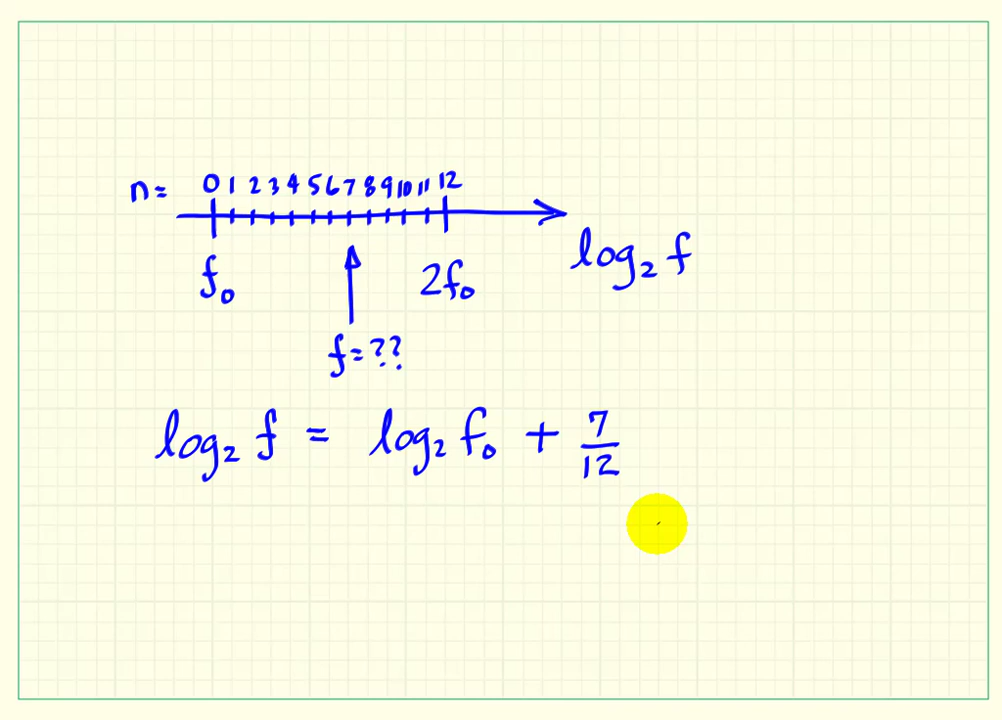 n= 0 1 2 3 4 5 6 7 8 9 10 11 12
log₂ f
f₀ 2f₀
f=??
log₂ f = log₂ f₀ + 7/12